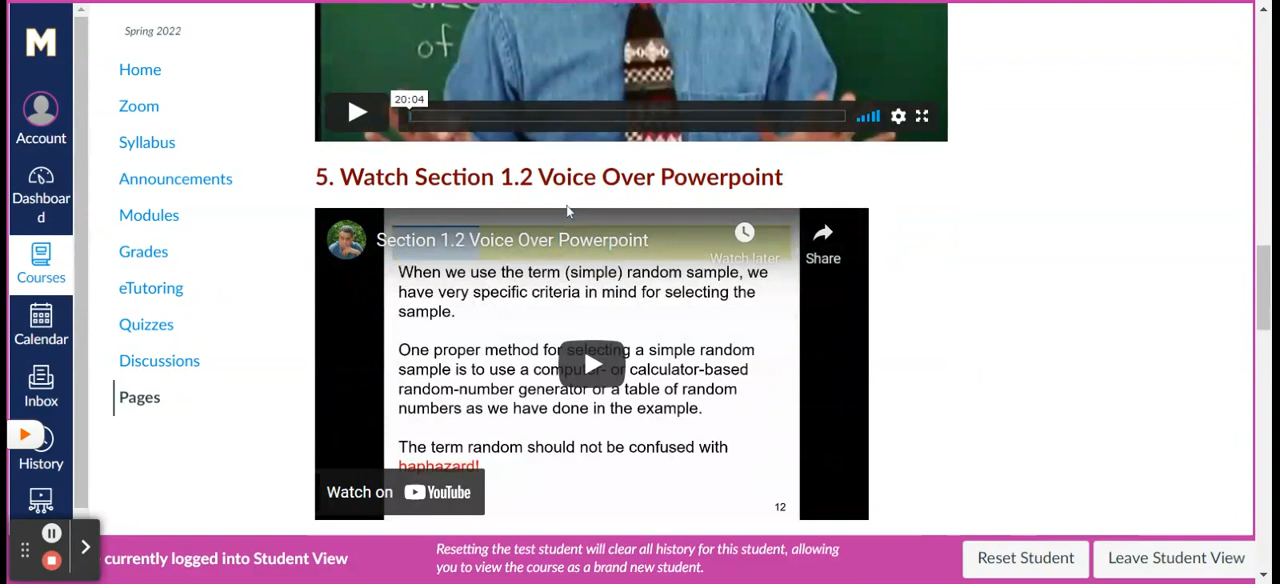 M
Account
Dashboar
d
Courses
Calendar
Inbox
History
Spring 2022
Home
Zoom
Syllabus
Announcements
Modules
Grades
eTutoring
Quizzes
Discussions
Pages
of
20:04
5. Watch Section 1.2 Voice Over Powerpoint
Section 1.2 Voice Over Powerpoint
Watch later
Share
When we use the term (simple) random sample, we
have very specific criteria in mind for selecting the
sample.
One proper method for selecting a simple random
sample is to use a computer- or calculator-based
random-number generator or a table of random
numbers as we have done in the example.
The term random should not be confused with
haphazard!
Watch on YouTube
12
currently logged into Student View
Resetting the test student will clear all history for this student, allowing
you to view the course as a brand new student.
Reset Student
Leave Student View